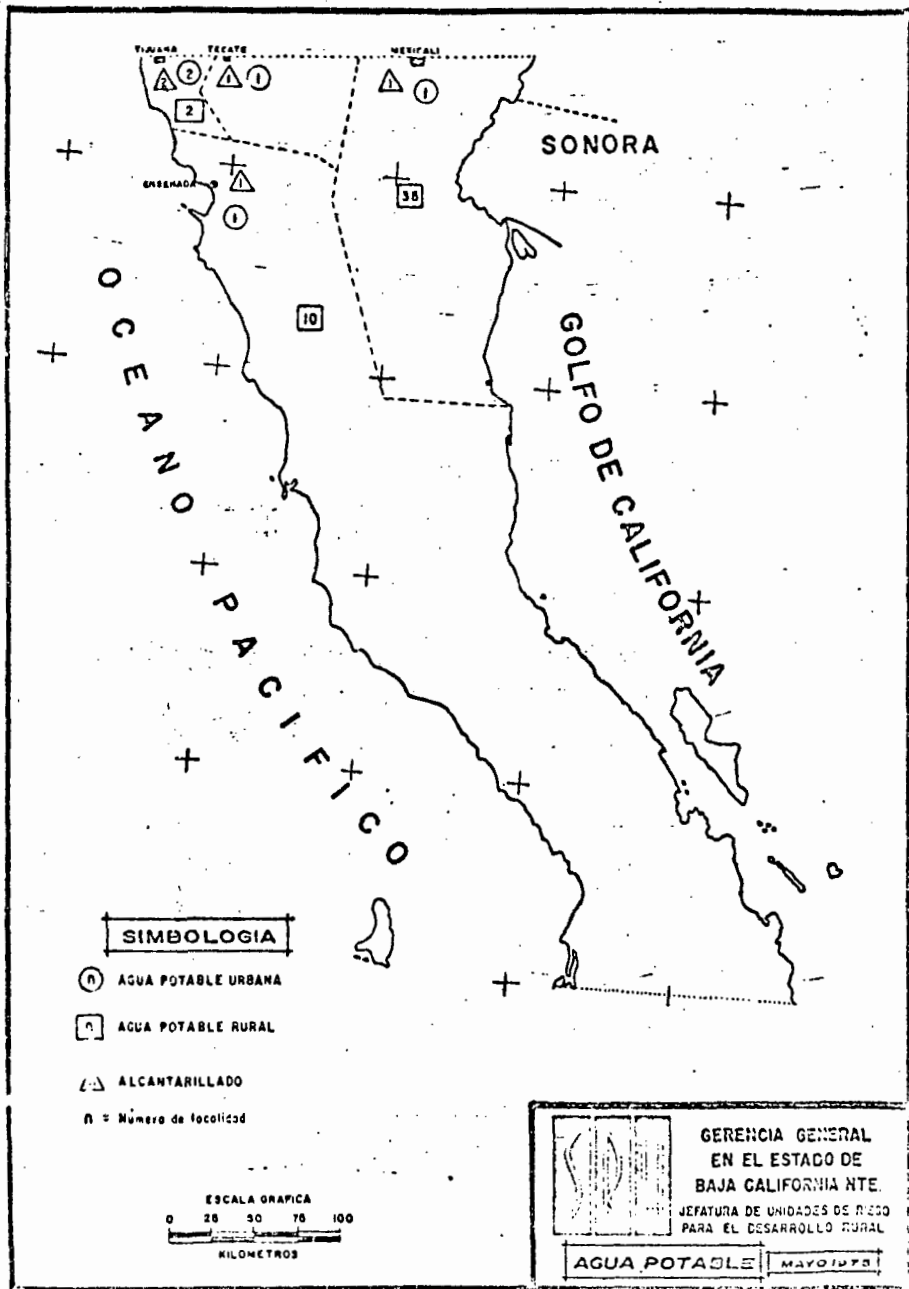 TIJUANA TECATE MEXICALI
2 2 1 1 1 1
2
SONORA
ENSENADA
1
1
38
10
OCEANO PACIFICO
GOLFO DE CALIFORNIA
SIMBOLOGIA
n AGUA POTABLE URBANA
n AGUA POTABLE RURAL
ALCANTARILLADO
n = Número de localidad
ESCALA GRAFICA
0 25 50 75 100
KILOMETROS
GERENCIA GENERAL
EN EL ESTADO DE
BAJA CALIFORNIA NTE.
JEFATURA DE UNIDADES DE RIEGO
PARA EL DESARROLLO RURAL
AGUA POTABLE
MAYO